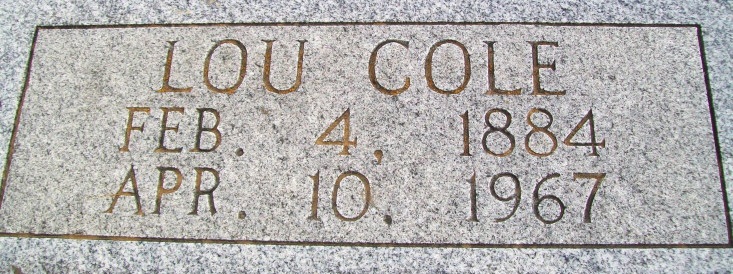 LOU COLE
FEB. 4, 1884
APR. 10, 1967